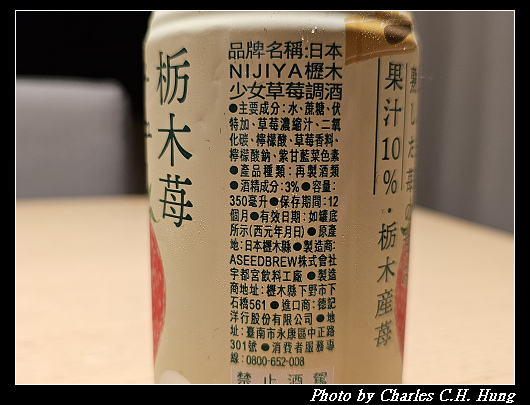 栃木苺
品牌名稱:日本
NIJIYA櫪木
少女草莓調酒
●主要成分:水、蔗糖、伏
特加、草莓濃縮汁、二氧
化碳、檸檬酸、草莓香料、
檸檬酸鈉、紫甘藍菜色素
●產品種類:再製酒類
●酒精成分:3%●容量:
350毫升●保存期間:12
個月●有效日期:如罐底
所示(西元年月日)●原產
地:日本櫪木縣●製造商:
ASEEDBREW株式會社
宇都宮飲料工廠 ●製造
商地址:櫪木縣下野市下
石橋561 ●進口商:德記
洋行股份有限公司 ●地
址:臺南市永康區中正路
301號 ●消費者服務專
線:0800-652-008
禁止酒駕
果汁10%・栃木産苺
Photo by Charles C.H. Hung